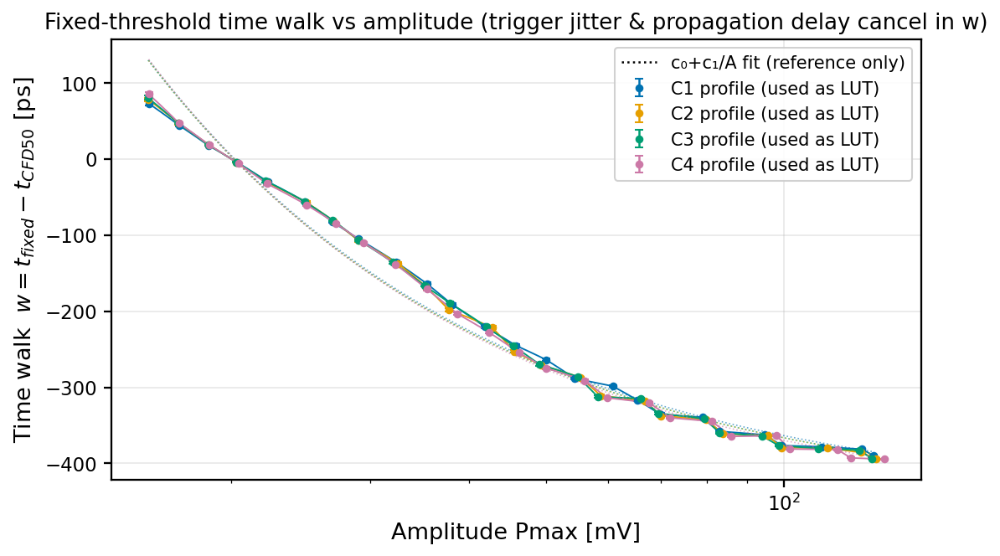 Fixed-threshold time walk vs amplitude (trigger jitter & propagation delay cancel in w)
Time walk  w = t_fixed − t_CFD50 [ps]
100
0
−100
−200
−300
−400
c₀+c₁/A fit (reference only)
C1 profile (used as LUT)
C2 profile (used as LUT)
C3 profile (used as LUT)
C4 profile (used as LUT)
10²
Amplitude Pmax [mV]